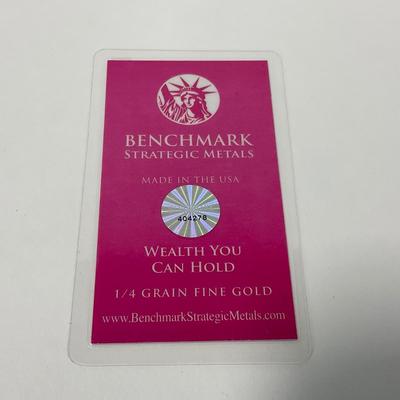 BENCHMARK
STRATEGIC METALS
MADE IN THE USA
404278
WEALTH YOU
CAN HOLD
1/4 GRAIN FINE GOLD
www.BenchmarkStrategicMetals.com